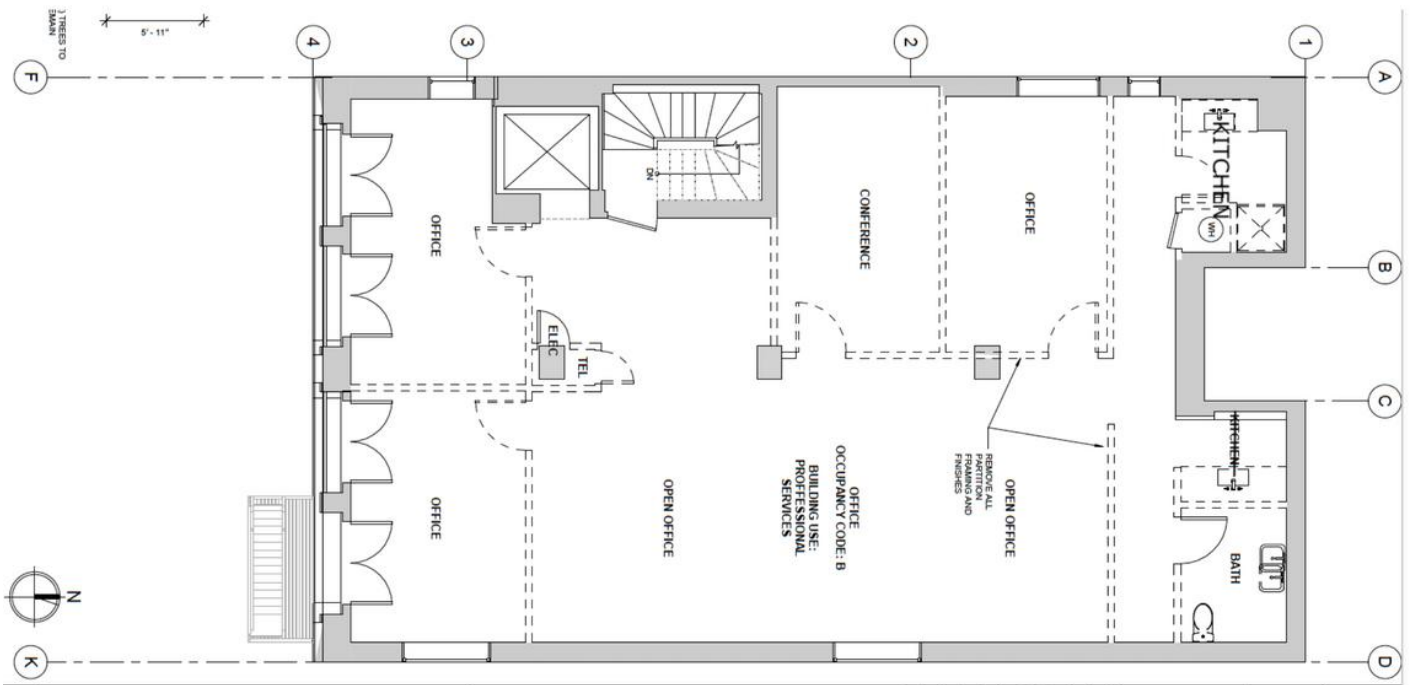 ) TREES TO
EMAIN
5' - 11"
4
3
2
1
F
A
KITCHEN
DN
OFFICE
CONFERENCE
OFFICE
WH
B
ELEC
TEL
C
KITCHEN
REMOVE ALL
PARTITION
FRAMING AND
FINISHES
OFFICE
OCCUPANCY CODE: B
BUILDING USE:
PROFFESSIONAL
SERVICES
OFFICE
OPEN OFFICE
OPEN OFFICE
BATH
N
K
D